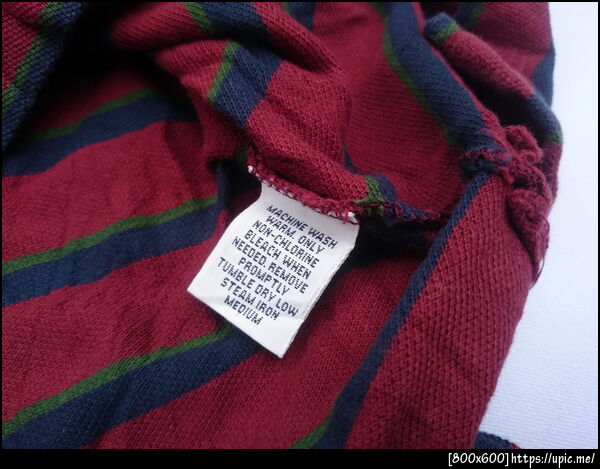 MACHINE WASH
WARM. ONLY
NON-CHLORINE
BLEACH WHEN
NEEDED. REMOVE
PROMPTLY
TUMBLE DRY LOW
STEAM IRON
MEDIUM
[800x600]https://upic.me/